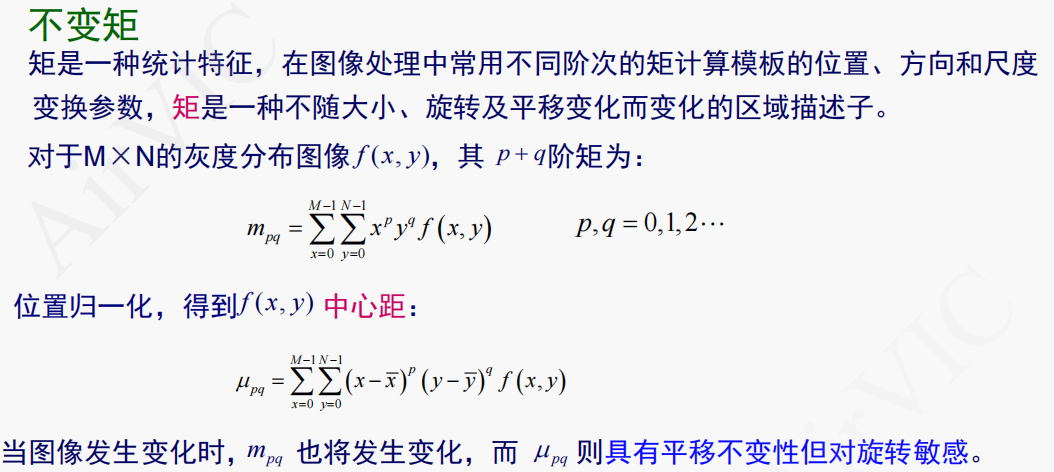 不变矩
矩是一种统计特征，在图像处理中常用不同阶次的矩计算模板的位置、方向和尺度
变换参数，矩是一种不随大小、旋转及平移变化而变化的区域描述子。
对于M×N的灰度分布图像f(x, y)，其 p+q阶矩为：
m_{pq} = \sum_{x=0}^{M-1} \sum_{y=0}^{N-1} x^p y^q f(x, y)　　p,q = 0,1,2⋯
位置归一化，得到f(x, y) 中心距：
\mu_{pq} = \sum_{x=0}^{M-1} \sum_{y=0}^{N-1} (x-\overline{x})^p (y-\overline{y})^q f(x, y)
当图像发生变化时，m_{pq} 也将发生变化，而 \mu_{pq} 则具有平移不变性但对旋转敏感。
AirVIC
AirVIC